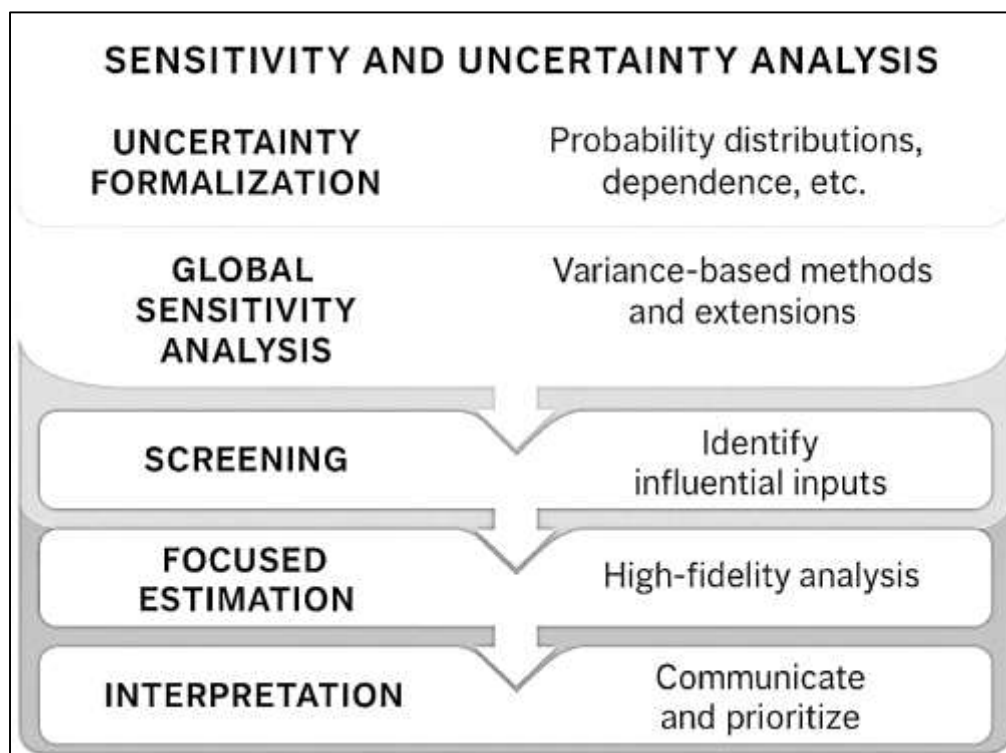 SENSITIVITY AND UNCERTAINTY ANALYSIS
UNCERTAINTY
FORMALIZATION
Probability distributions,
dependence, etc.
GLOBAL
SENSITIVITY
ANALYSIS
Variance-based methods
and extensions
SCREENING
Identify
influential inputs
FOCUSED
ESTIMATION
High-fidelity analysis
INTERPRETATION
Communicate
and prioritize